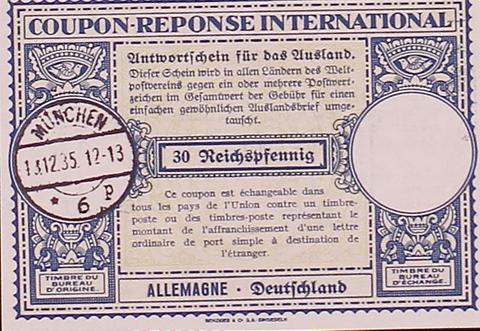 COUPON-REPONSE INTERNATIONAL
Antwortschein für das Ausland.
Dieser Schein wird in allen Ländern des Welt-
postvereins gegen ein oder mehrere Postwert-
zeichen im Gesamtwert der Gebühr für einen
einfachen gewöhnlichen Auslandsbrief umge-
tauscht.
MÜNCHEN
13.12.35. 12-13
* 6 p
30 Reichspfennig
Ce coupon est échangeable dans
tous les pays de l'Union contre un timbre-
poste ou des timbres-poste représentant le
montant de l'affranchissement d'une lettre
ordinaire de port simple à destination de
l'étranger.
TIMBRE DU
BUREAU
D'ORIGINE.
TIMBRE DU
BUREAU
D'ÉCHANGE.
ALLEMAGNE - Deutschland